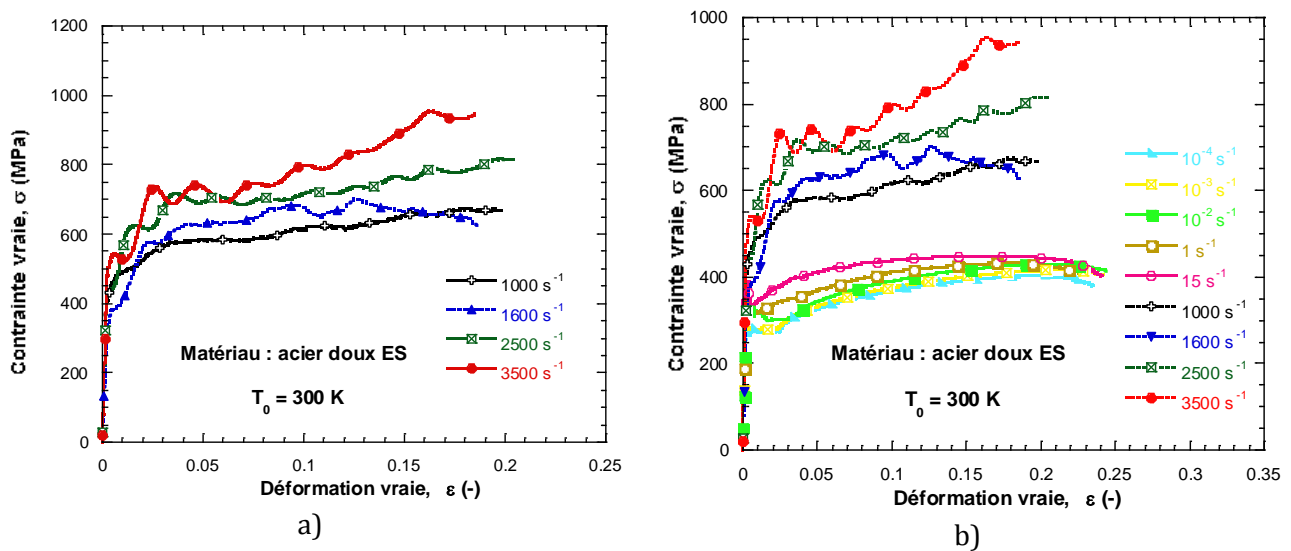 1200
1000
800
600
400
200
0
Contrainte vraie, σ (MPa)
1000 s⁻¹
1600 s⁻¹
2500 s⁻¹
3500 s⁻¹
Matériau : acier doux ES
T₀ = 300 K
0 0.05 0.1 0.15 0.2 0.25
Déformation vraie, ε (-)
a)
1000
800
600
400
200
0
Contrainte vraie, σ (MPa)
10⁻⁴ s⁻¹
10⁻³ s⁻¹
10⁻² s⁻¹
1 s⁻¹
15 s⁻¹
1000 s⁻¹
1600 s⁻¹
2500 s⁻¹
3500 s⁻¹
Matériau : acier doux ES
T₀ = 300 K
0 0.05 0.1 0.15 0.2 0.25 0.3 0.35
Déformation vraie, ε (-)
b)